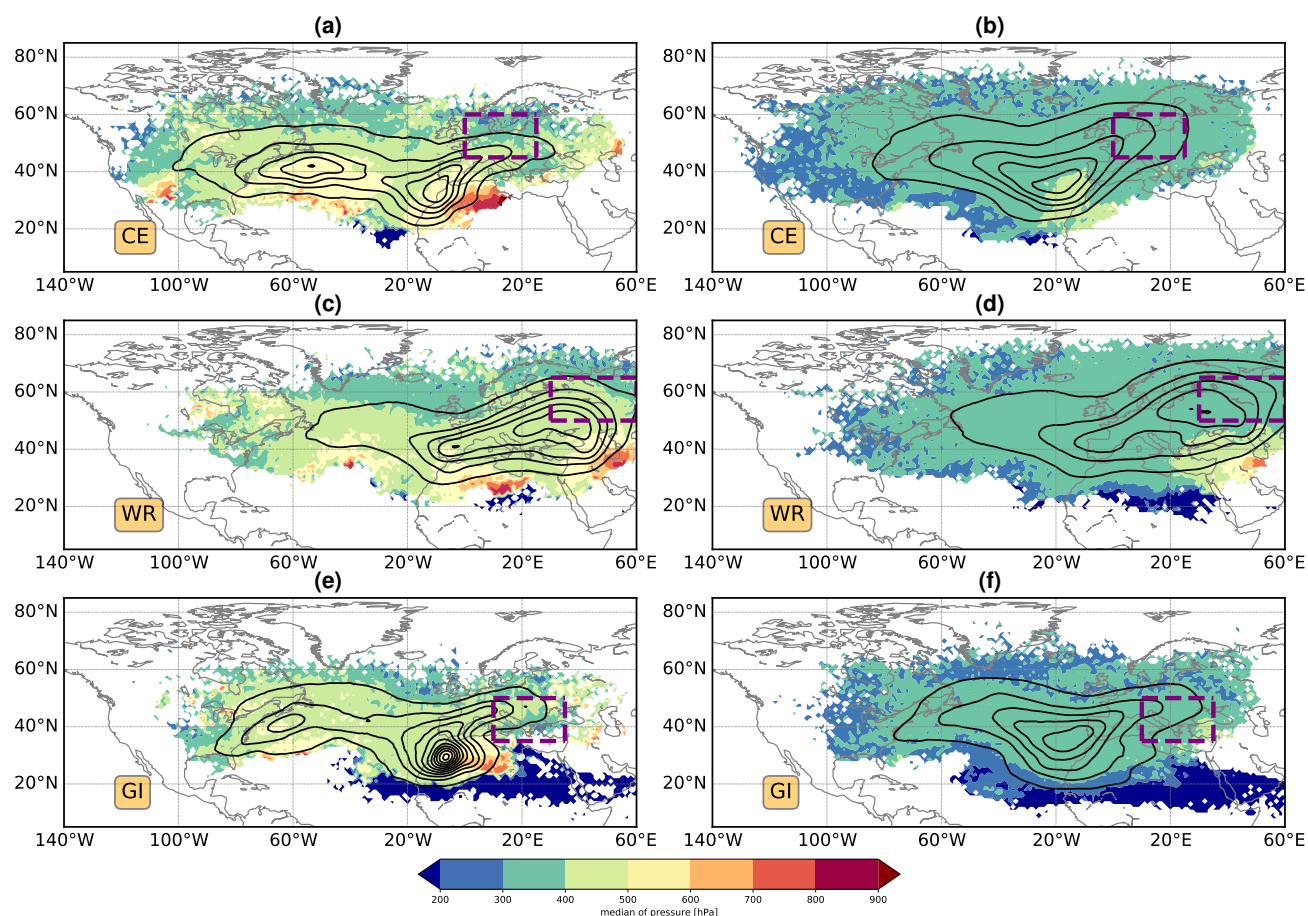 (a) (b)
80°N 80°N
60°N 60°N
40°N 40°N
20°N 20°N
CE CE
140°W 100°W 60°W 20°W 20°E 60°E 140°W 100°W 60°W 20°W 20°E 60°E
(c) (d)
80°N 80°N
60°N 60°N
40°N 40°N
20°N 20°N
WR WR
140°W 100°W 60°W 20°W 20°E 60°E 140°W 100°W 60°W 20°W 20°E 60°E
(e) (f)
80°N 80°N
60°N 60°N
40°N 40°N
20°N 20°N
GI GI
140°W 100°W 60°W 20°W 20°E 60°E 140°W 100°W 60°W 20°W 20°E 60°E
200 300 400 500 600 700 800 900
median of pressure [hPa]